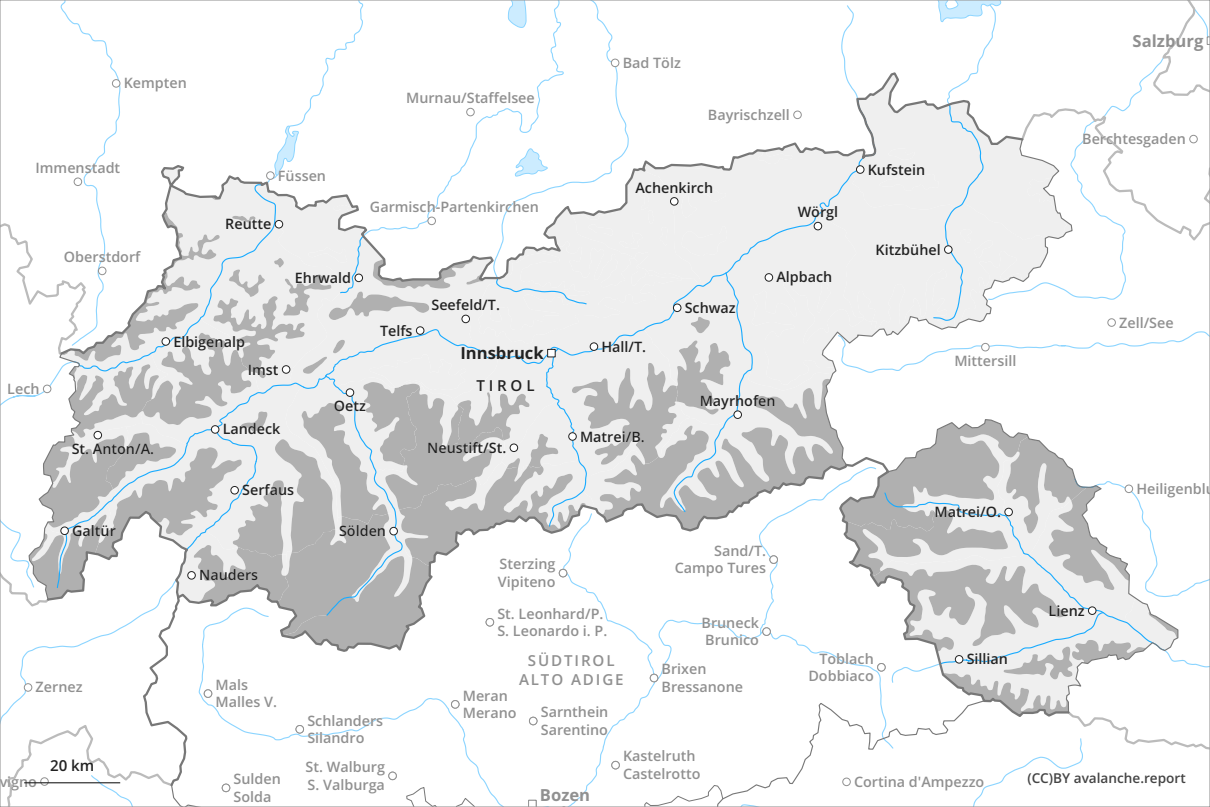 Salzburg
Bad Tölz
Kempten
Murnau/Staffelsee
Bayrischzell
Berchtesgaden
Immenstadt
Füssen
Kufstein
Achenkirch
Garmisch-Partenkirchen
Wörgl
Reutte
Kitzbühel
Oberstdorf
Ehrwald
Alpbach
Seefeld/T.
Schwaz
Zell/See
Telfs
Elbigenalp
Innsbruck
Hall/T.
Mittersill
Imst
TIROL
Lech
Oetz
Mayrhofen
Landeck
Matrei/B.
St. Anton/A.
Neustift/St.
Serfaus
Heiligenblu
Matrei/O.
Galtür
Sölden
Sand/T.
Campo Tures
Sterzing
Vipiteno
Nauders
Lienz
St. Leonhard/P.
S. Leonardo i. P.
Bruneck
Brunico
SÜDTIROL
ALTO ADIGE
Toblach
Dobbiaco
Sillian
Brixen
Bressanone
Zernez
Mals
Malles V.
Meran
Merano
Sarnthein
Sarentino
Schlanders
Silandro
Kastelruth
Castelrotto
20 km
St. Walburg
S. Valburga
vigno
Sulden
Solda
Cortina d'Ampezzo
(CC)BY avalanche.report
Bozen